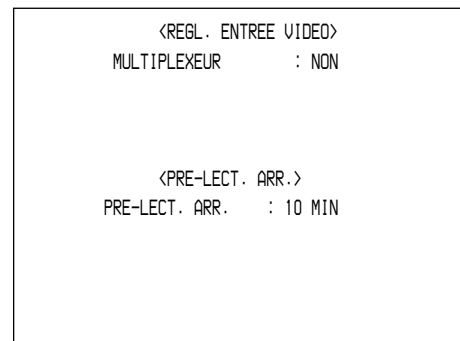 <REGL. ENTREE VIDEO>
MULTIPLEXEUR : NON
<PRE-LECT. ARR.>
PRE-LECT. ARR. : 10 MIN